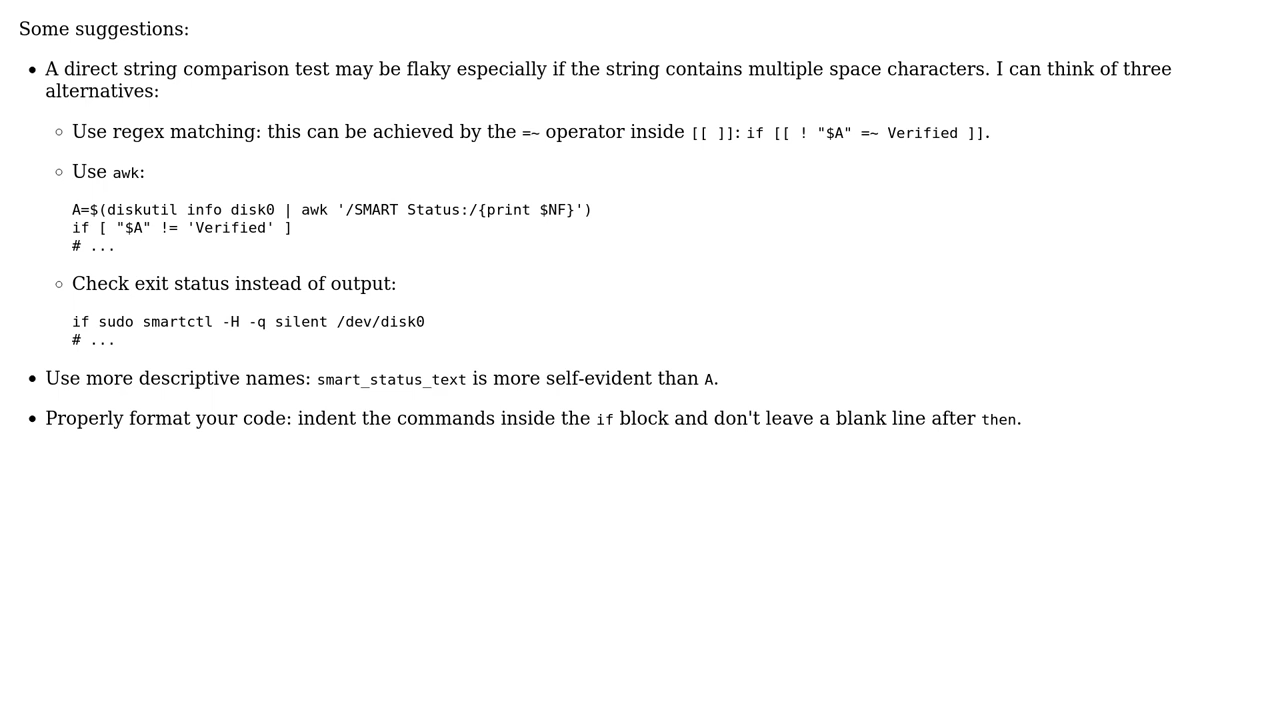 Some suggestions:
A direct string comparison test may be flaky especially if the string contains multiple space characters. I can think of three
alternatives:
Use regex matching: this can be achieved by the =~ operator inside [[ ]]: if [[ ! "$A" =~ Verified ]].
Use awk:
A=$(diskutil info disk0 | awk '/SMART Status:/{print $NF}')
if [ "$A" != 'Verified' ]
# ...
Check exit status instead of output:
if sudo smartctl -H -q silent /dev/disk0
# ...
Use more descriptive names: smart_status_text is more self-evident than A.
Properly format your code: indent the commands inside the if block and don't leave a blank line after then.